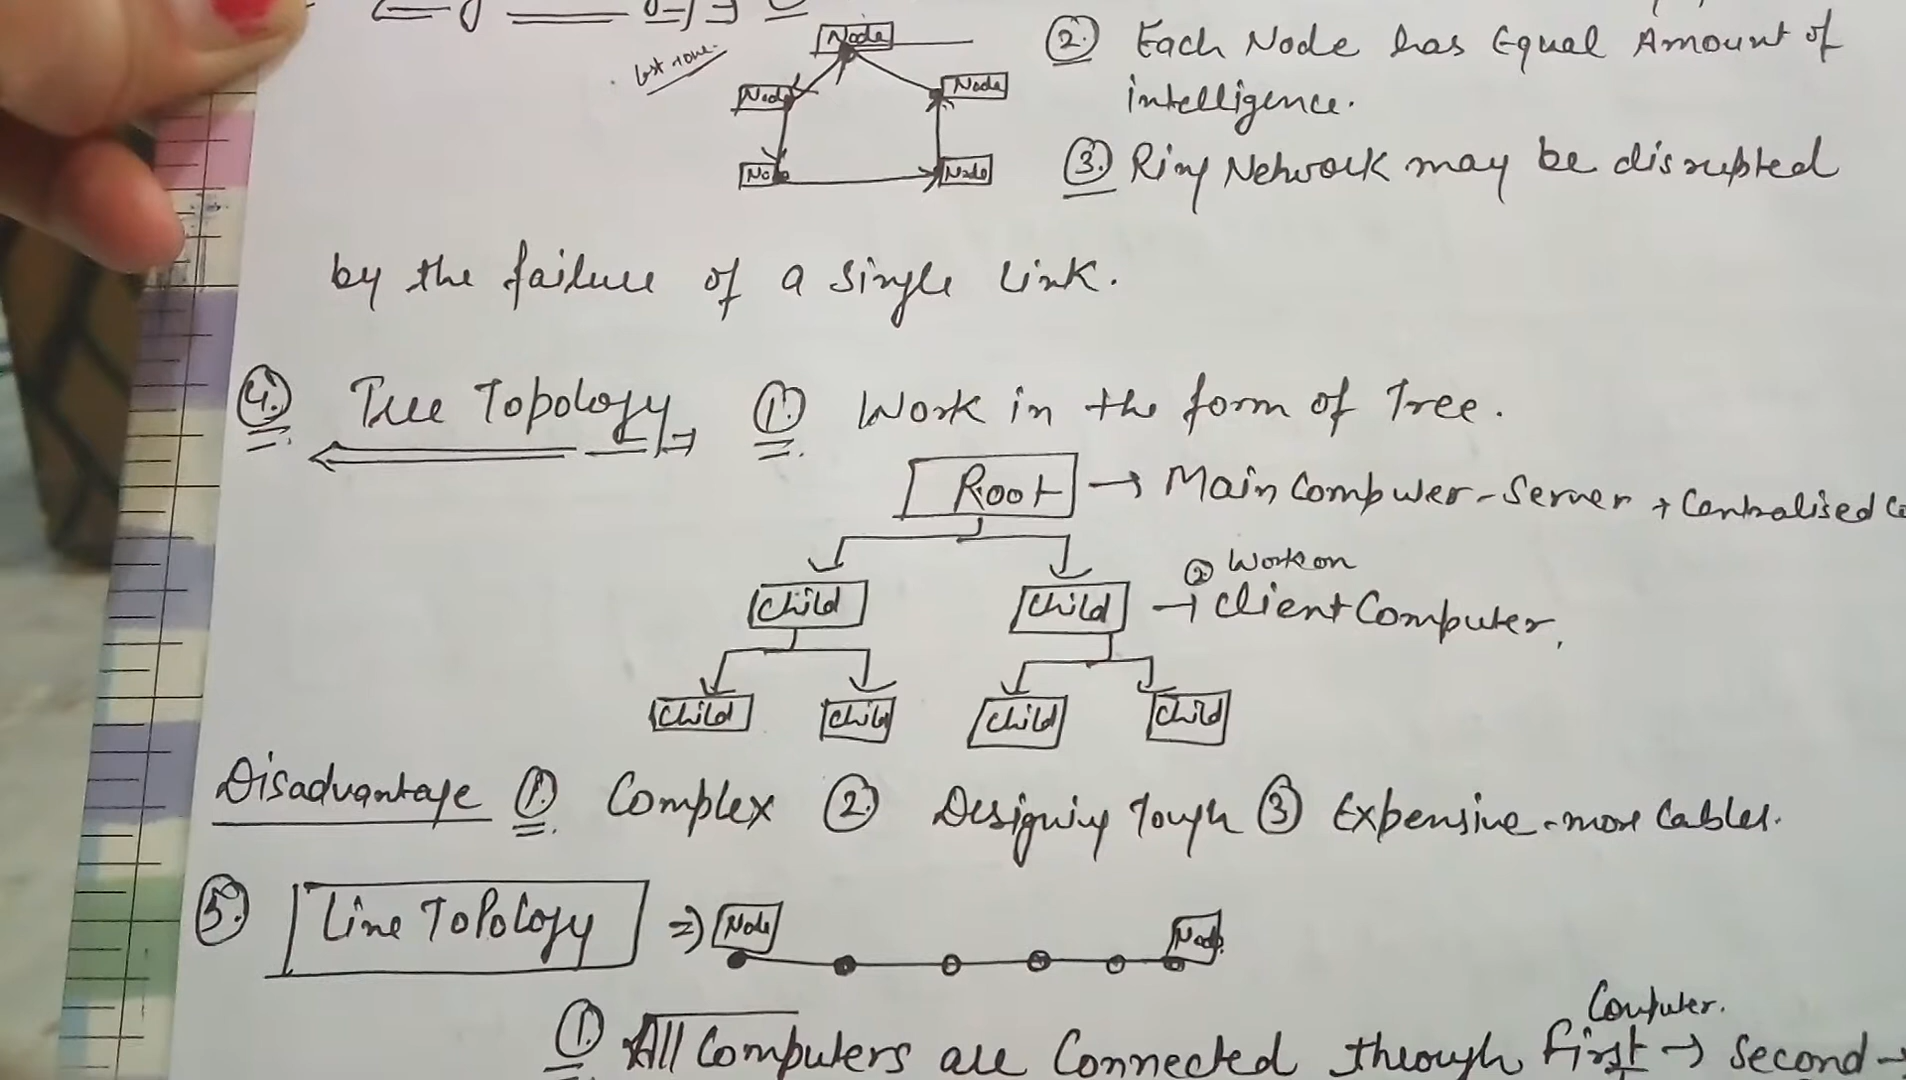 Node
② Each Node has Equal Amount of
Node
Node
intelligence.
Node
③ Ring Network may be disrupted
by the failure of a single link.
④ Tree Topology
① Work in the form of Tree.
Root → Main Computer - Server + Centralised
② Work on
Child
Child → Client Computer.
Child
Child
Child
Child
Disadvantage ① Complex ② Designing Tough ③ Expensive - more Cables.
⑤ Line Topology ⇒ Node
Node
Computer.
① All Computers are Connected through first → Second →